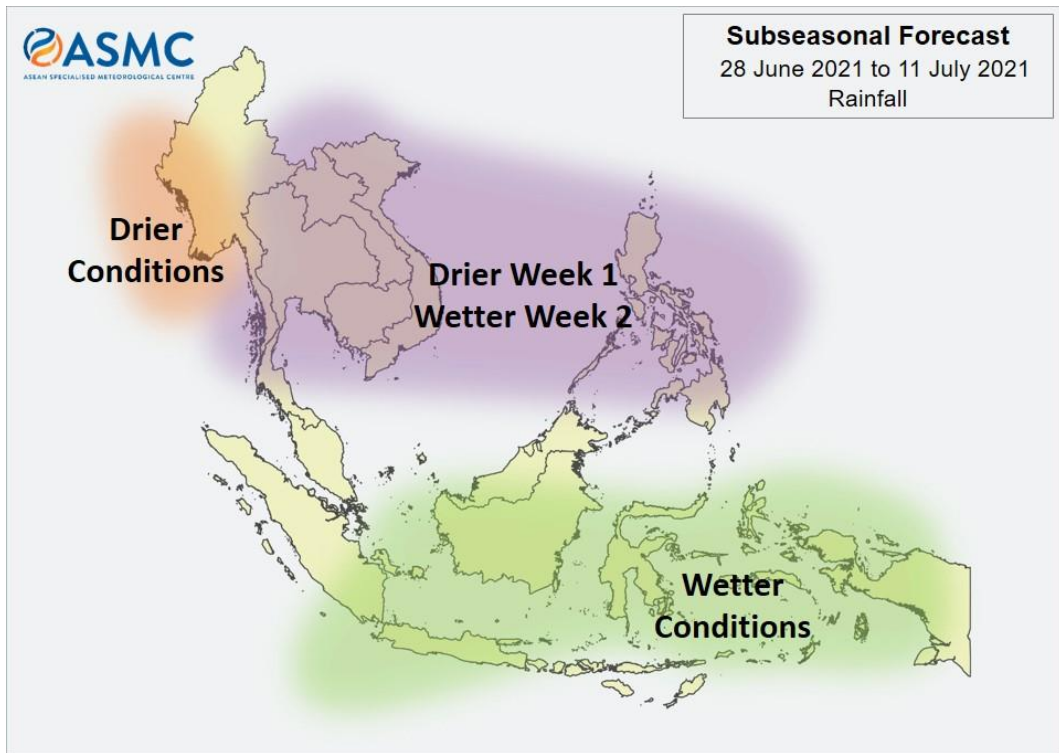 ASMC
ASEAN SPECIALISED METEOROLOGICAL CENTRE
Subseasonal Forecast
28 June 2021 to 11 July 2021
Rainfall
Drier
Conditions
Drier Week 1
Wetter Week 2
Wetter
Conditions